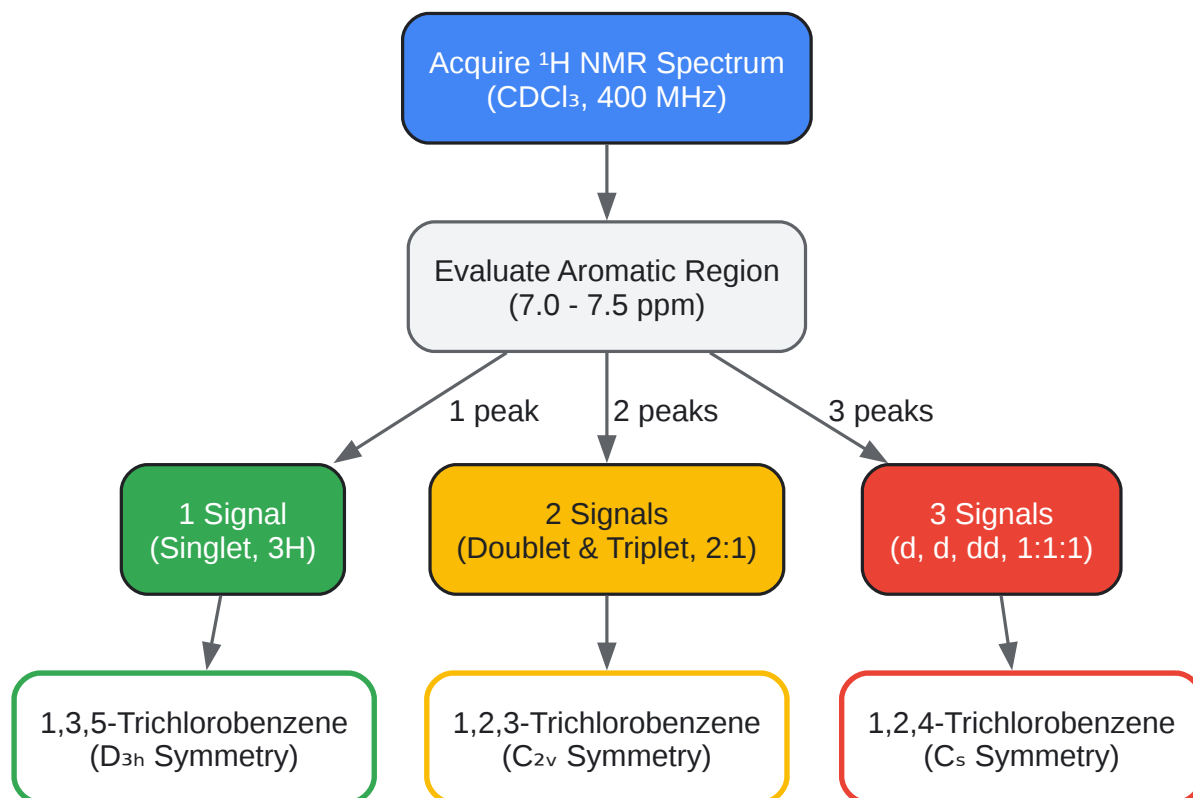 Acquire ¹H NMR Spectrum
(CDCl₃, 400 MHz)
Evaluate Aromatic Region
(7.0 - 7.5 ppm)
1 peak
2 peaks
3 peaks
1 Signal
(Singlet, 3H)
2 Signals
(Doublet & Triplet, 2:1)
3 Signals
(d, d, dd, 1:1:1)
1,3,5-Trichlorobenzene
(D₃ₕ Symmetry)
1,2,3-Trichlorobenzene
(C₂ᵥ Symmetry)
1,2,4-Trichlorobenzene
(Cₛ Symmetry)